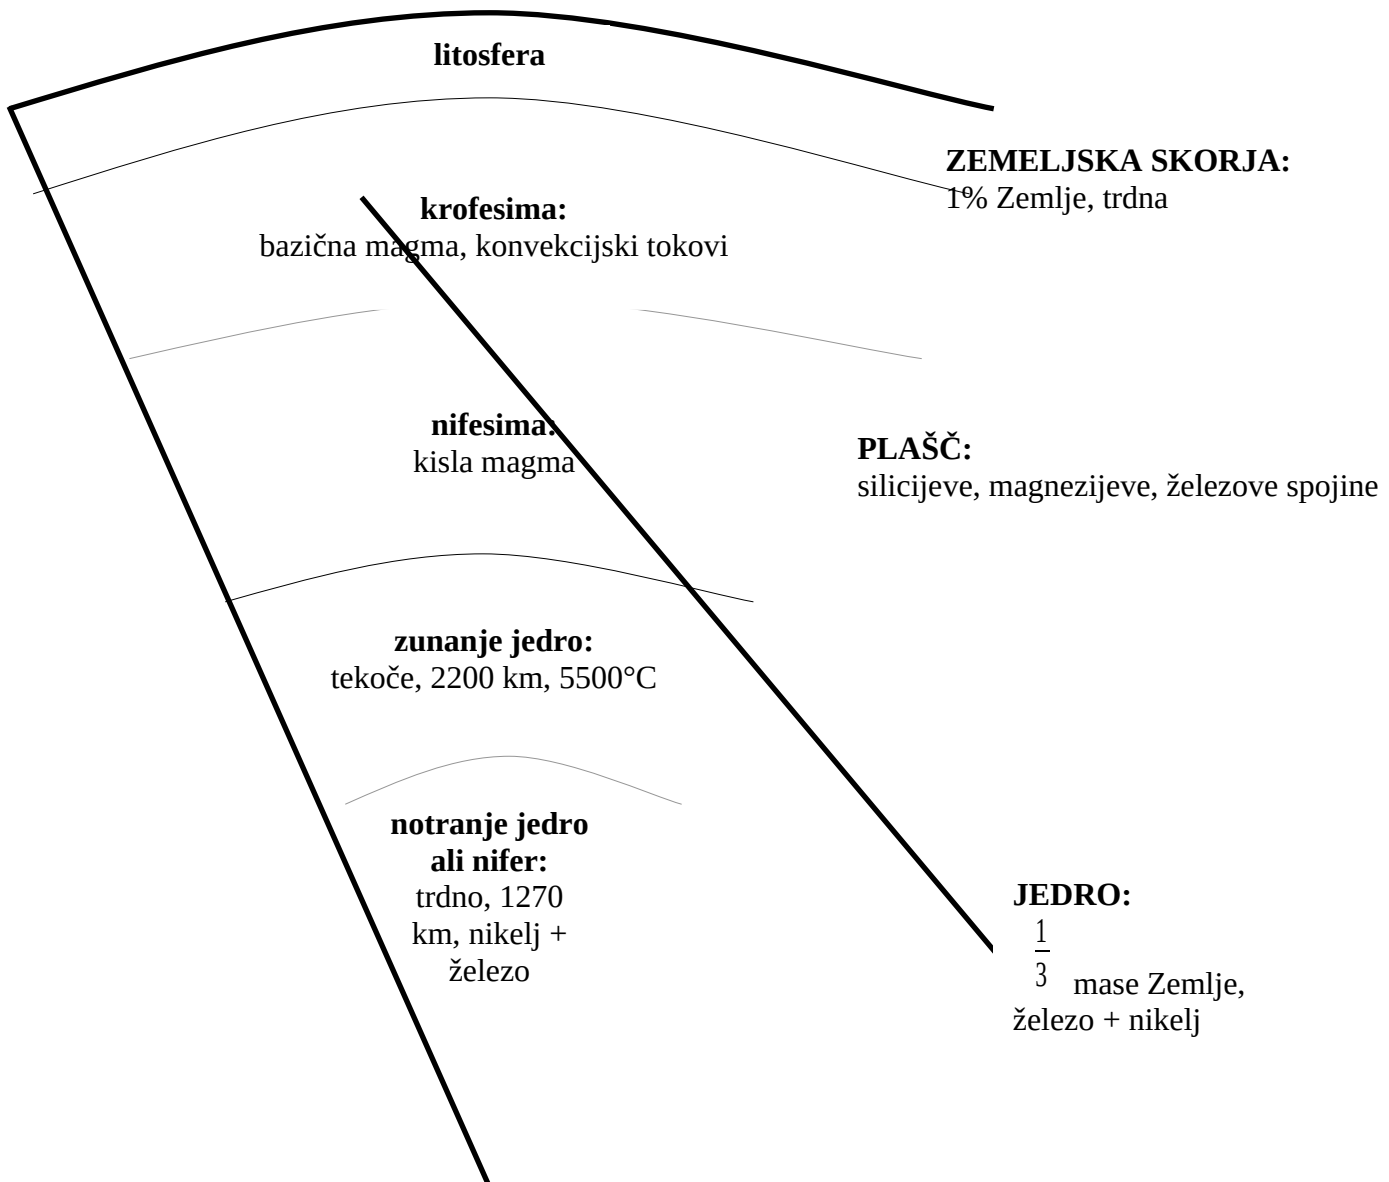 litosfera
ZEMELJSKA SKORJA:
1% Zemlje, trdna
krofesima:
bazična magma, konvekcijski tokovi
nifesima:
kisla magma
PLAŠČ:
silicijeve, magnezijeve, železove spojine
zunanje jedro:
tekoče, 2200 km, 5500°C
notranje jedro
ali nifer:
trdno, 1270
km, nikelj +
železo
JEDRO:
1/3 mase Zemlje,
železo + nikelj